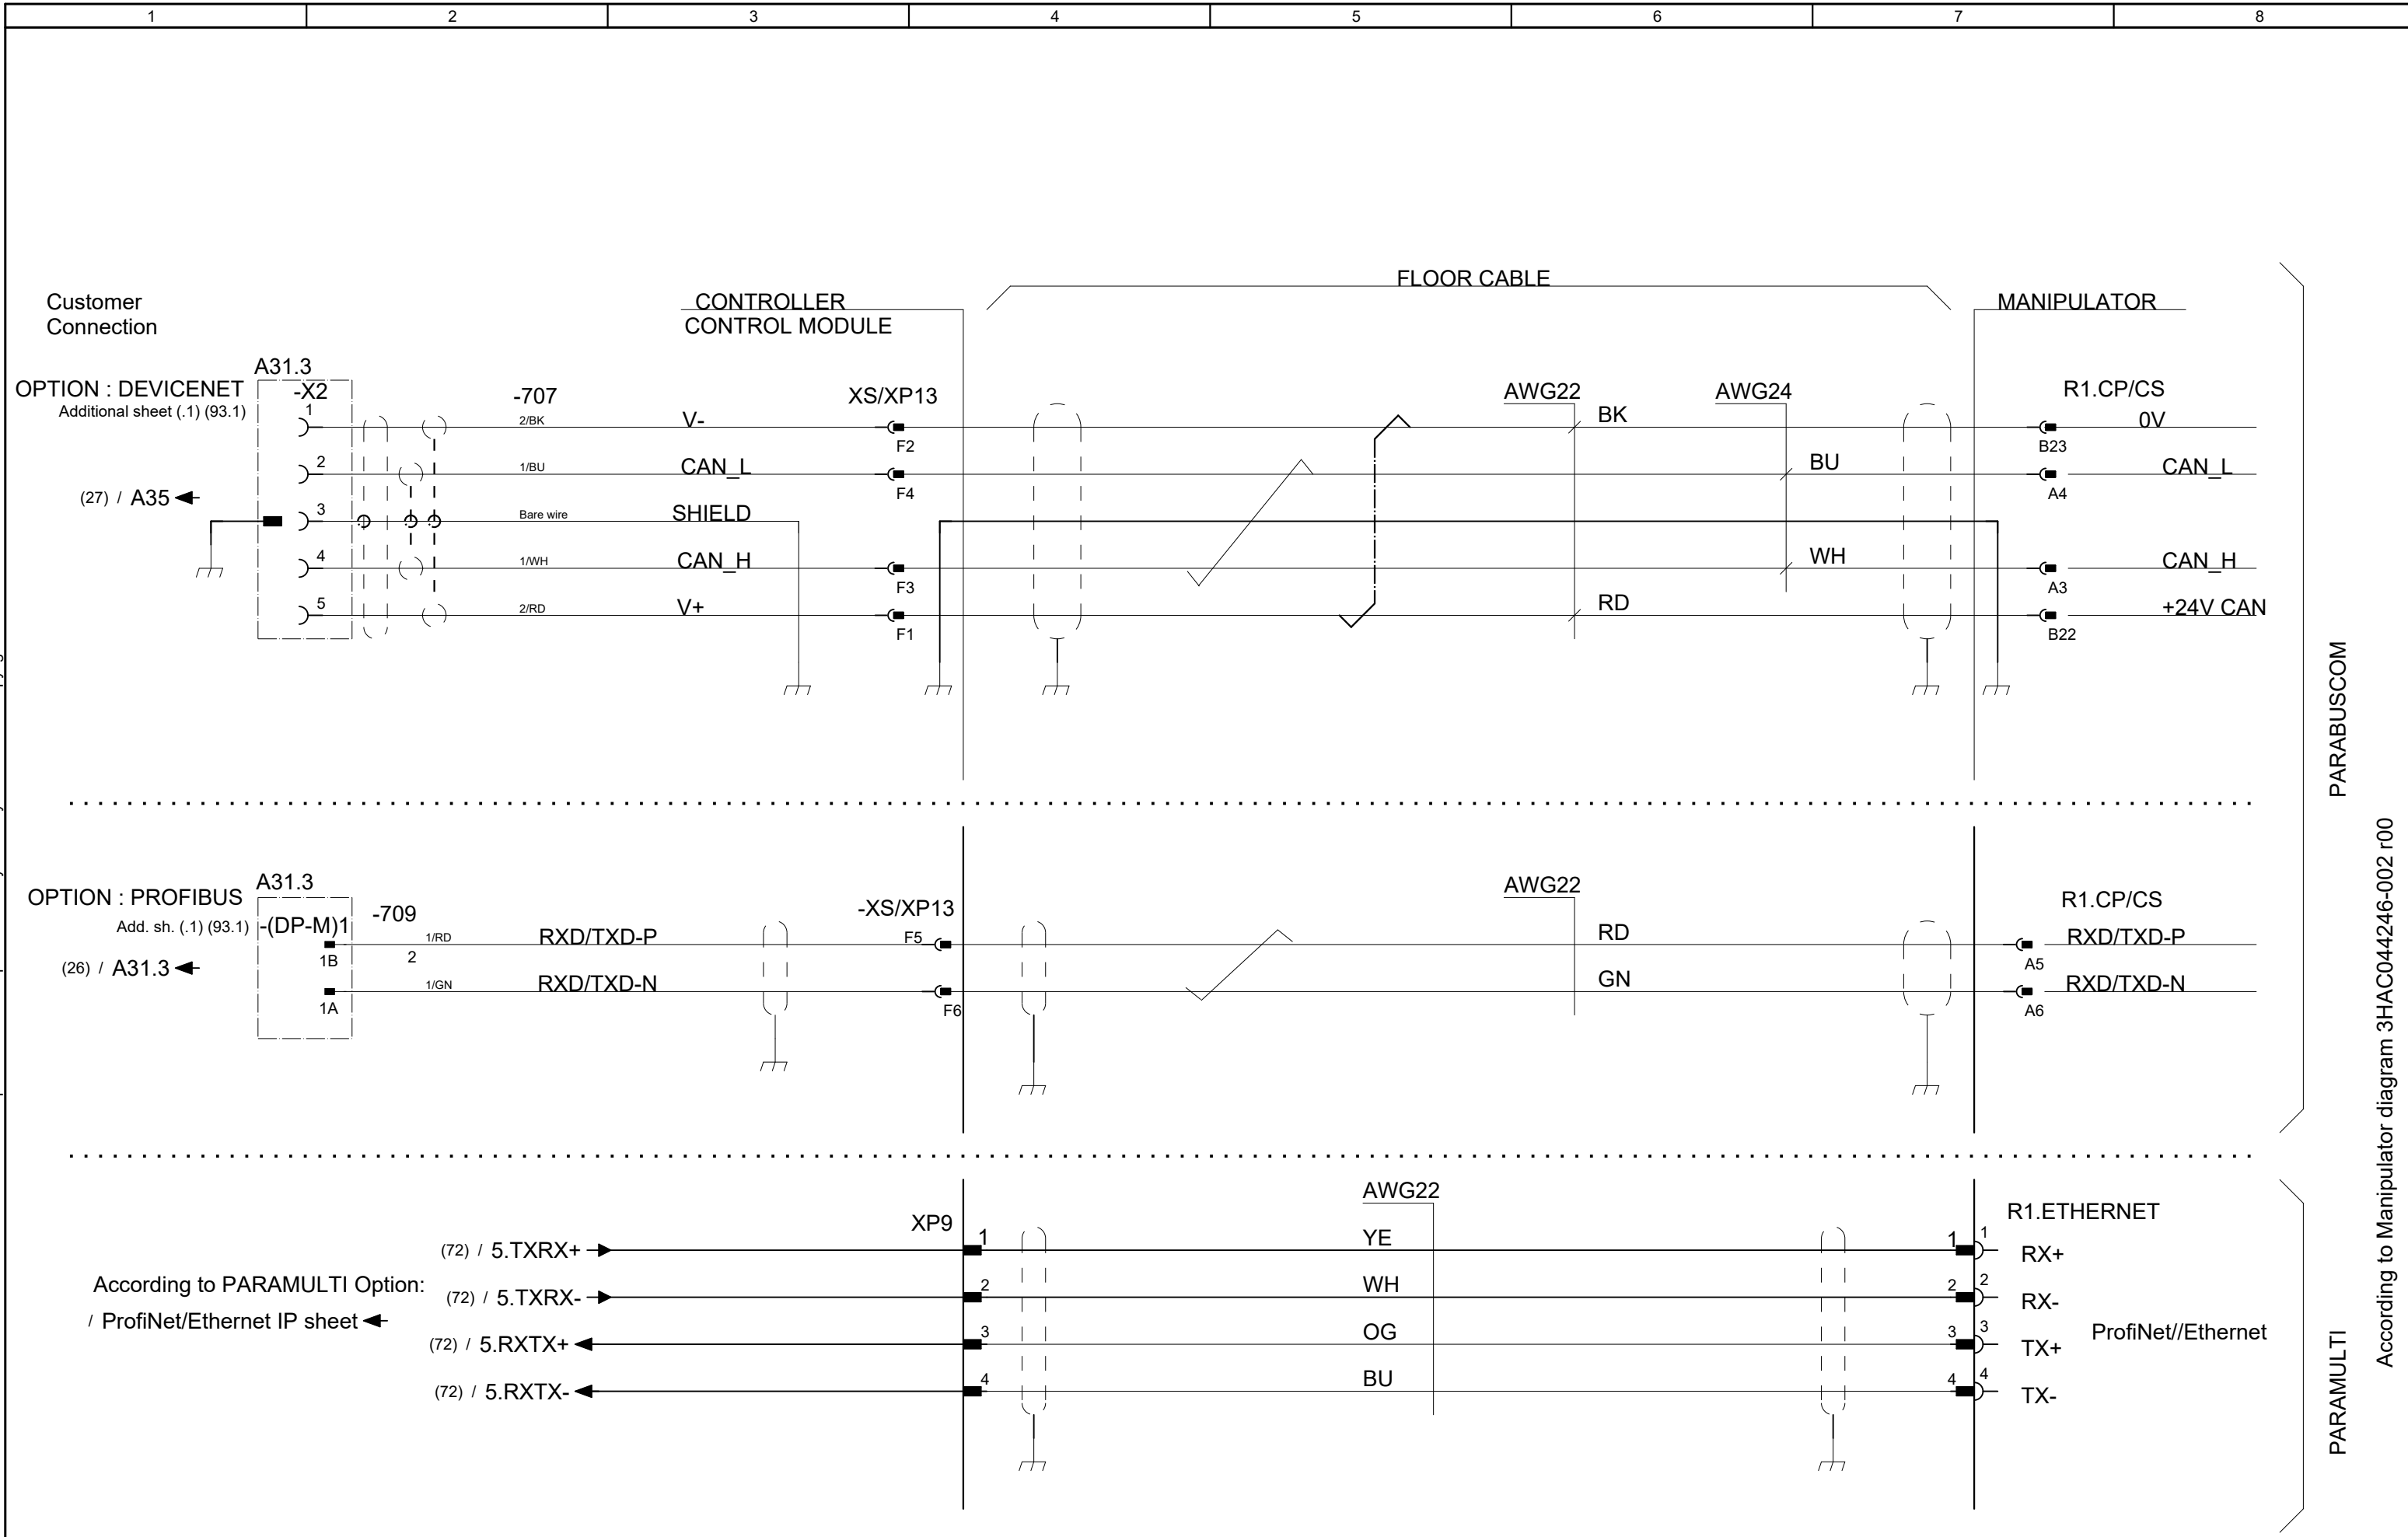 1 2 3 4 5 6 7 8
FLOOR CABLE
Customer
Connection
CONTROLLER
CONTROL MODULE
MANIPULATOR
A31.3
OPTION : DEVICENET
Additional sheet (.1) (93.1)
-X2
-707
XS/XP13
AWG22
AWG24
R1.CP/CS
1
2/BK
V-
F2
BK
B23
0V
2
1/BU
CAN_L
F4
BU
A4
CAN_L
(27) / A35
3
Bare wire
SHIELD
4
1/WH
CAN_H
F3
WH
A3
CAN_H
5
2/RD
V+
F1
RD
B22
+24V CAN
PARABUSCOM
OPTION : PROFIBUS
Add. sh. (.1) (93.1)
A31.3
-(DP-M)1
-709
-XS/XP13
AWG22
R1.CP/CS
1B
1/RD
2
RXD/TXD-P
F5
RD
A5
RXD/TXD-P
(26) / A31.3
1A
1/GN
RXD/TXD-N
F6
GN
A6
RXD/TXD-N
According to Manipulator diagram 3HAC044246-002 r00
XP9
AWG22
R1.ETHERNET
(72) / 5.TXRX+
1
YE
1
1
RX+
According to PARAMULTI Option:
/ ProfiNet/Ethernet IP sheet
(72) / 5.TXRX-
2
WH
2
2
RX-
(72) / 5.RXTX+
3
OG
3
3
TX+
ProfiNet//Ethernet
(72) / 5.RXTX-
4
BU
4
4
TX-
PARAMULTI